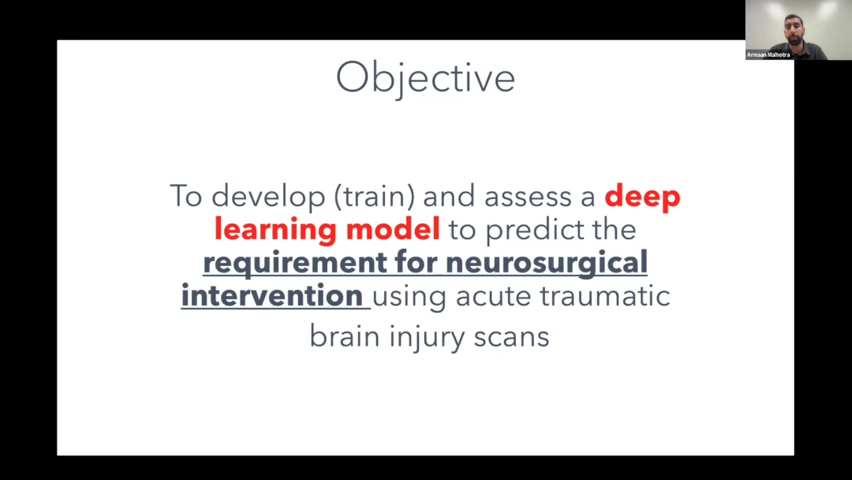 Armaan Malhotra
Objective
To develop (train) and assess a deep
learning model to predict the
requirement for neurosurgical
intervention using acute traumatic
brain injury scans